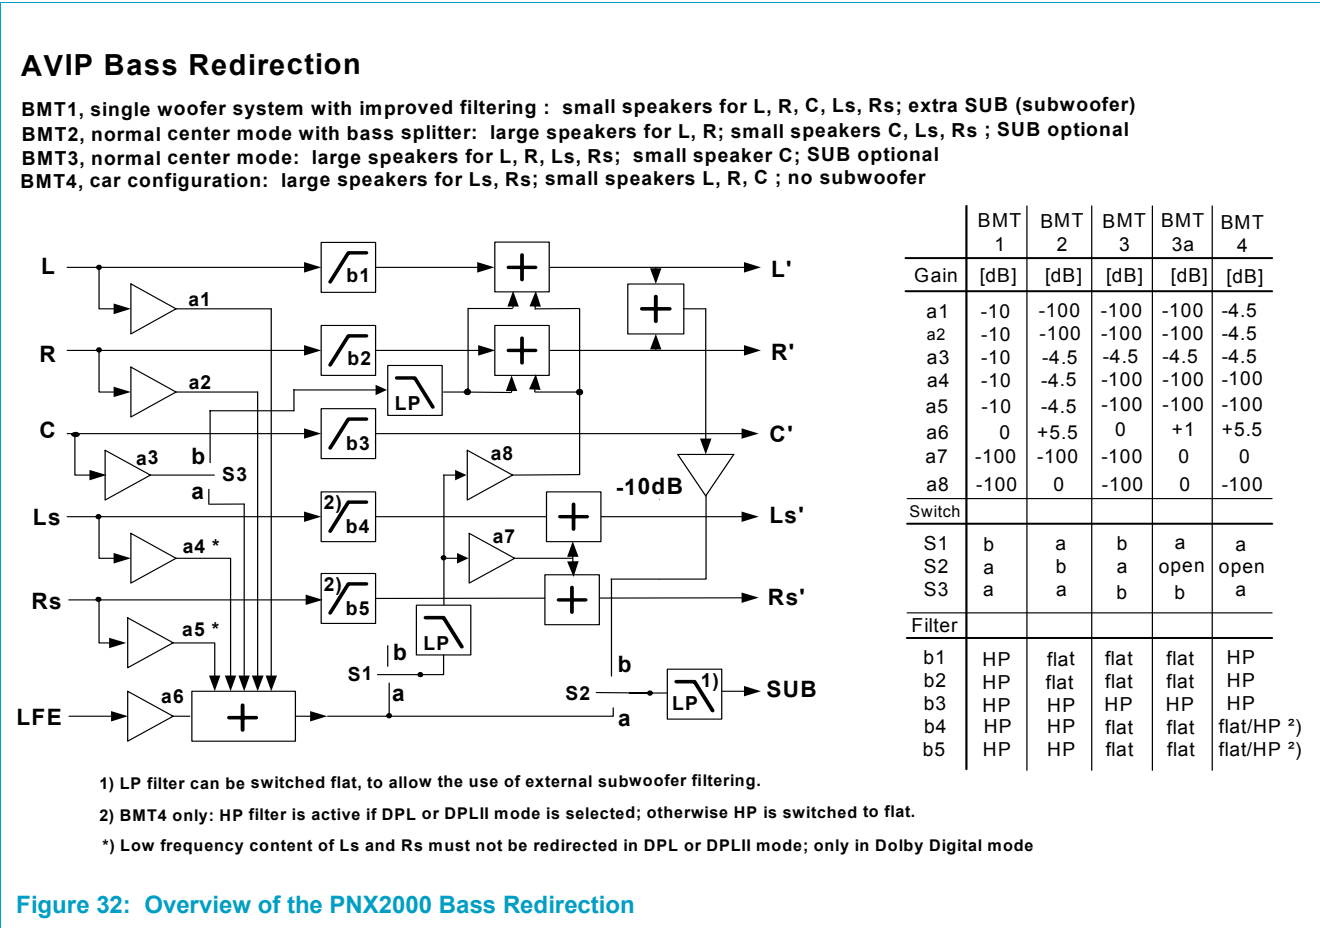 AVIP Bass Redirection
BMT1, single woofer system with improved filtering :  small speakers for L, R, C, Ls, Rs; extra SUB (subwoofer)
BMT2, normal center mode with bass splitter:  large speakers for L, R; small speakers C, Ls, Rs ; SUB optional
BMT3, normal center mode:  large speakers for L, R, Ls, Rs;  small speaker C; SUB optional
BMT4, car configuration:  large speakers for Ls, Rs; small speakers L, R, C ; no subwoofer
L b1 + L'
a1 +
R b2 + R'
a2 LP
C b3 C'
a3 b S3 a8
a -10dB
Ls 2) b4 + Ls'
a4 * a7
Rs 2) b5 + Rs'
a5 * LP
b S1 b
a S2 LP 1) SUB
LFE a6 + a
BMT 1 BMT 2 BMT 3 BMT 3a BMT 4
Gain [dB] [dB] [dB] [dB] [dB]
a1 -10 -100 -100 -100 -4.5
a2 -10 -100 -100 -100 -4.5
a3 -10 -4.5 -4.5 -4.5 -4.5
a4 -10 -4.5 -100 -100 -100
a5 -10 -4.5 -100 -100 -100
a6 0 +5.5 0 +1 +5.5
a7 -100 -100 -100 0 0
a8 -100 0 -100 0 -100
Switch
S1 b a b a a
S2 a b a open open
S3 a a b b a
Filter
b1 HP flat flat flat HP
b2 HP flat flat flat HP
b3 HP HP HP HP HP
b4 HP HP flat flat flat/HP ²)
b5 HP HP flat flat flat/HP ²)
1) LP filter can be switched flat, to allow the use of external subwoofer filtering.
2) BMT4 only: HP filter is active if DPL or DPLII mode is selected; otherwise HP is switched to flat.
*) Low frequency content of Ls and Rs must not be redirected in DPL or DPLII mode; only in Dolby Digital mode
Figure 32:  Overview of the PNX2000 Bass Redirection